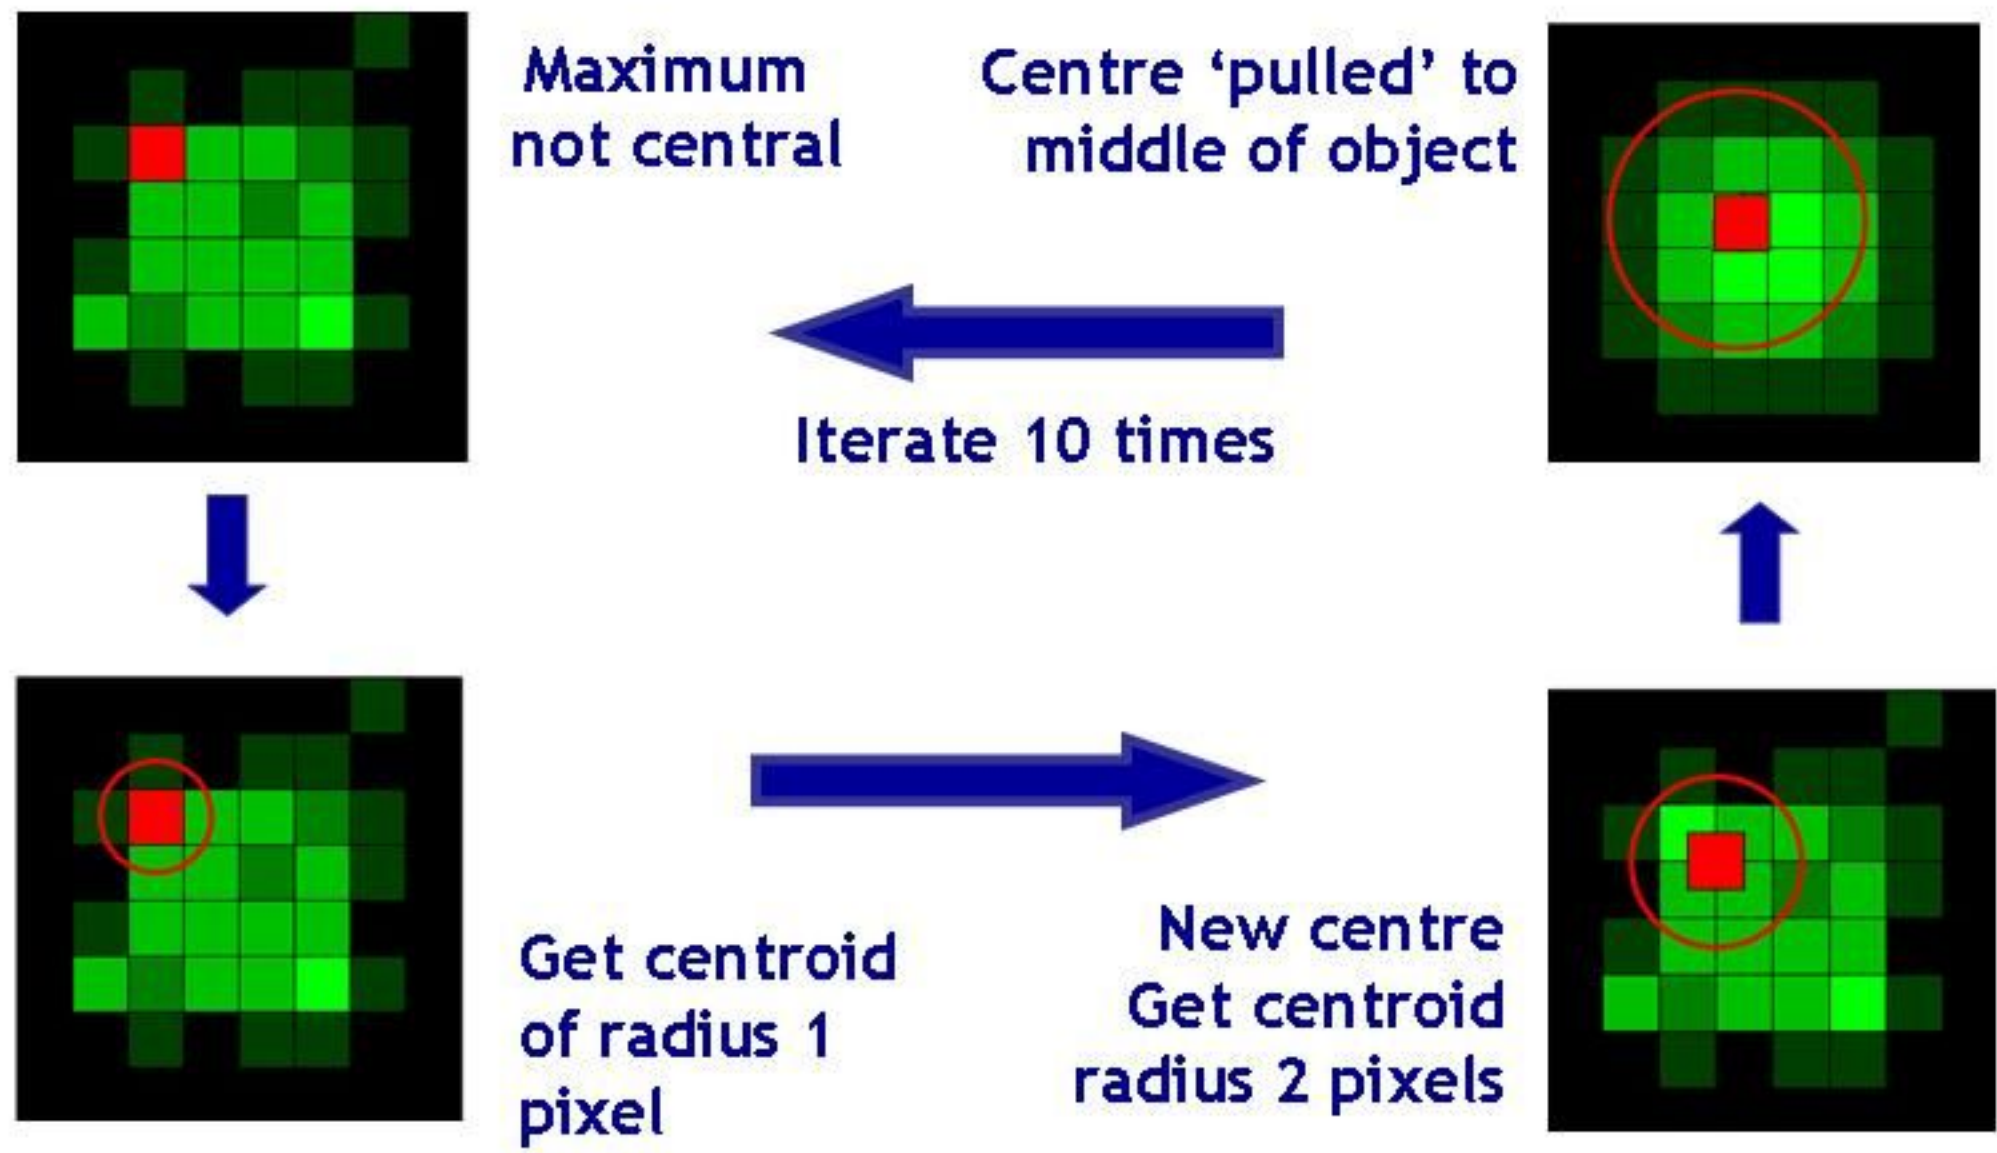 Maximum
not central
Centre ‘pulled’ to
middle of object
Iterate 10 times
Get centroid
of radius 1
pixel
New centre
Get centroid
radius 2 pixels